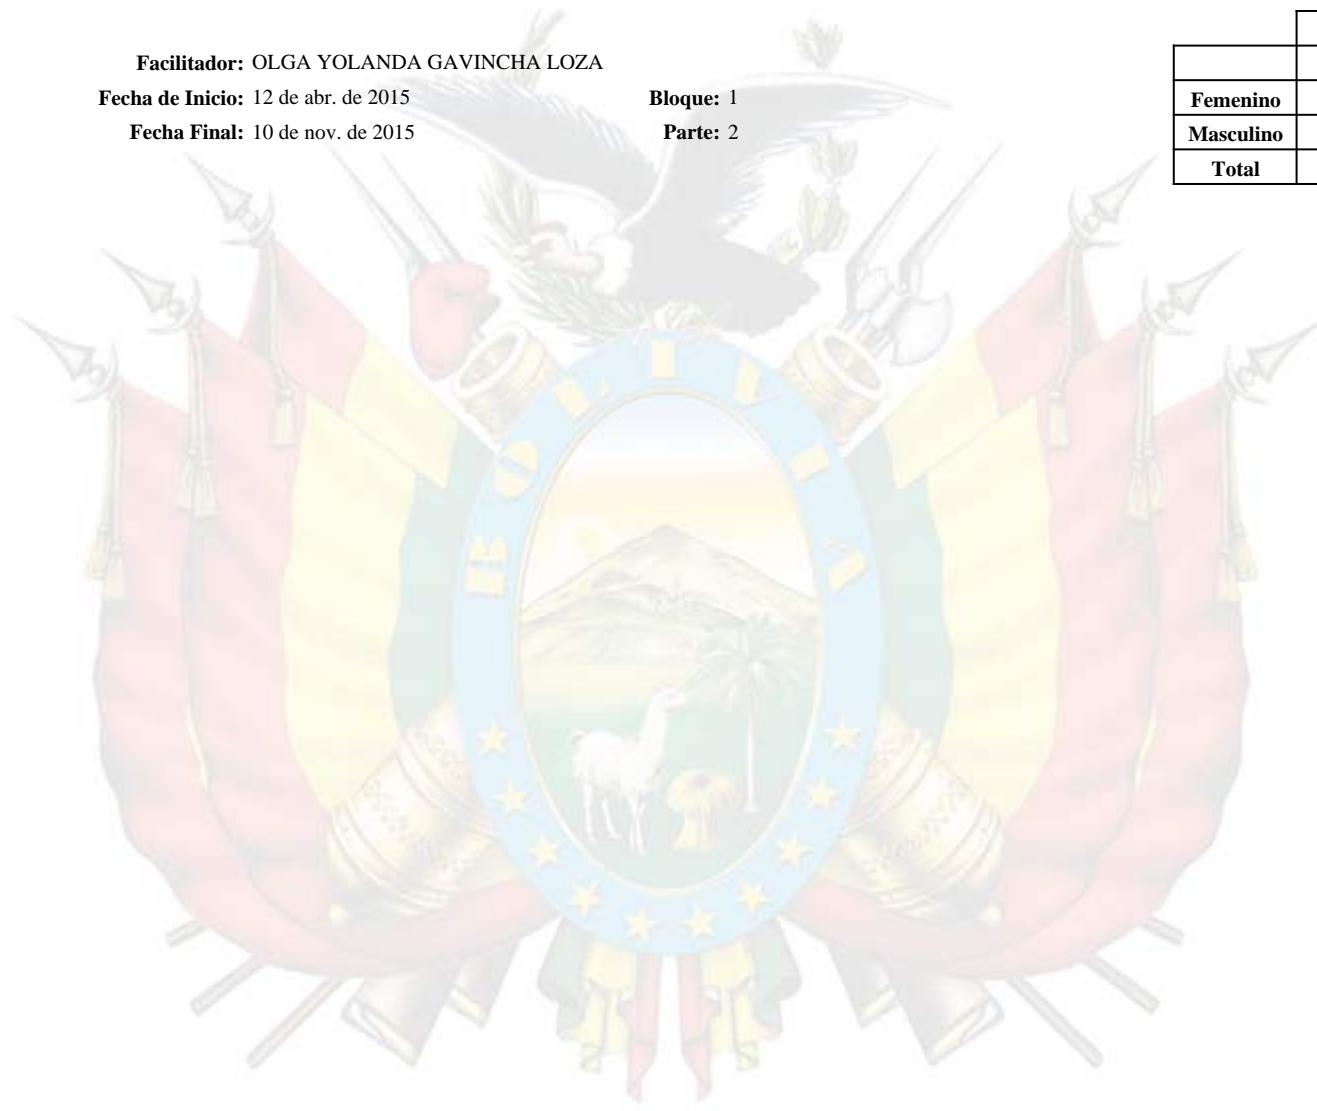 Facilitador: OLGA YOLANDA GAVINCHA LOZA
Fecha de Inicio: 12 de abr. de 2015 Bloque: 1
Fecha Final: 10 de nov. de 2015 Parte: 2
Femenino
Masculino
Total
BOLIVIA